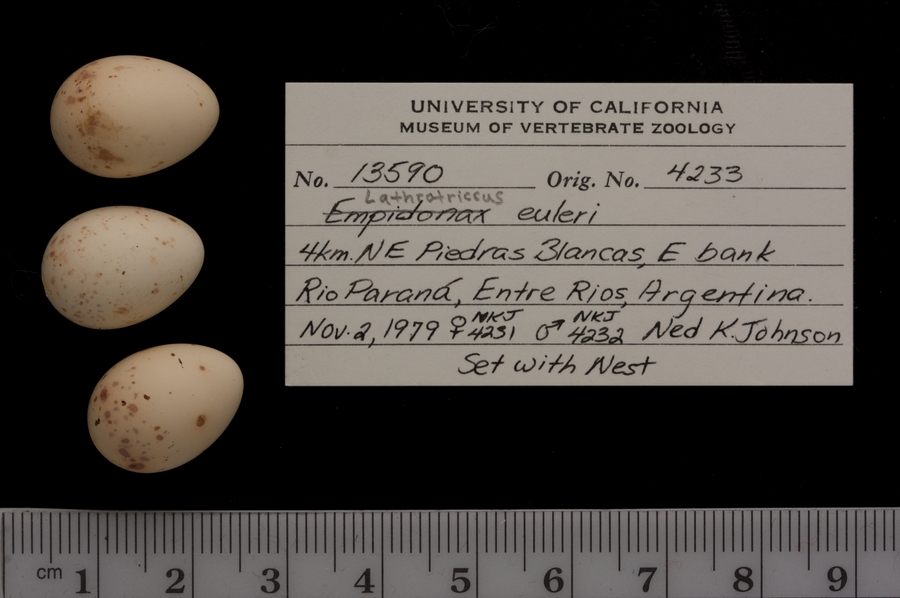 UNIVERSITY OF CALIFORNIA
MUSEUM OF VERTEBRATE ZOOLOGY
No. 13590 Orig. No. 4233
Lathrotriccus
Empidonax euleri
4km. NE Piedras Blancas, E bank
Rio Paraná, Entre Rios, Argentina.
Nov. 2, 1979 ♀ NKJ 4231 ♂ NKJ 4232 Ned K. Johnson
Set with Nest
cm 1 2 3 4 5 6 7 8 9